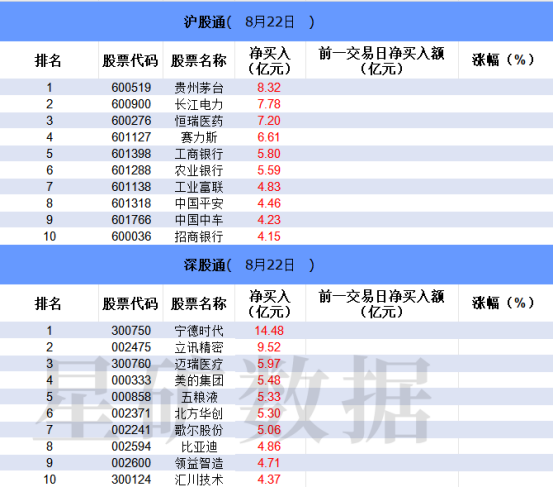 沪股通( 8月22日 )
排名 股票代码 股票名称 净买入(亿元) 前一交易日净买入额(亿元) 涨幅（%）
1 600519 贵州茅台 8.32
2 600900 长江电力 7.78
3 600276 恒瑞医药 7.20
4 601127 赛力斯 6.61
5 601398 工商银行 5.80
6 601288 农业银行 5.59
7 601138 工业富联 4.83
8 601318 中国平安 4.46
9 601766 中国中车 4.23
10 600036 招商银行 4.15
深股通( 8月22日 )
排名 股票代码 股票名称 净买入(亿元) 前一交易日净买入额(亿元) 涨幅（%）
1 300750 宁德时代 14.48
2 002475 立讯精密 9.52
3 300760 迈瑞医疗 5.97
4 000333 美的集团 5.48
5 000858 五粮液 5.33
6 002371 北方华创 5.30
7 002241 歌尔股份 5.06
8 002594 比亚迪 4.86
9 002600 领益智造 4.71
10 300124 汇川技术 4.37
星矿数据